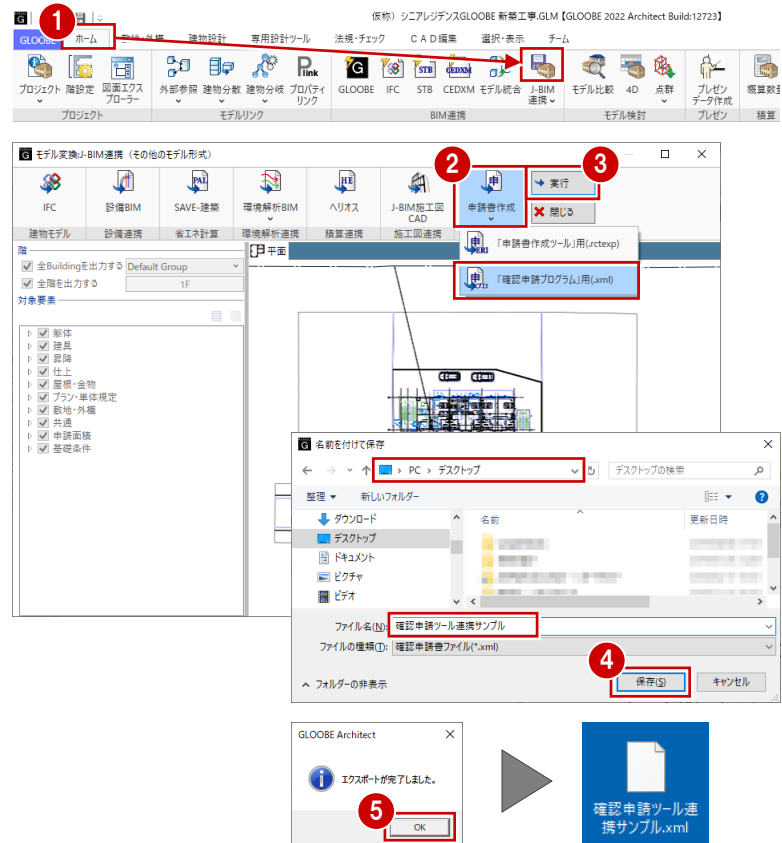 (仮称) シニアレジデンスGLOOBE 新築工事.GLM【GLOOBE 2022 Architect Build:12723】
1
GLOOBE ホーム 敷地・外構 建物設計 専用設計ツール 法規・チェック CAD編集 選択・表示 チーム
プロジェクト 階設定 図面エクスプローラー 外部参照 建物分散 建物分岐 プロパティリンク GLOOBE IFC STB CEDXM モデル統合 J-BIM連携 モデル比較 4D 点群 プレゼンデータ作成 概算数
プロジェクト モデルリンク BIM連携 モデル検討 プレゼン 積算
モデル変換:J-BIM連携（その他のモデル形式）
2 3
IFC 設備BIM SAVE-建築 環境解析BIM ヘリオス J-BIM施工図CAD 申請書作成
実行
閉じる
建物モデル 設備連携 省エネ計算 環境解析連携 積算連携 施工図連携
「申請書作成ツール」用(.rctexp)
「確認申請プログラム」用(.xml)
階
平面
全Buildingを出力する Default Group
全階を出力する 1F
対象要素
躯体
建具
昇降
仕上
屋根・金物
プラン・単体規定
敷地・外構
共通
申請面積
基礎条件
名前を付けて保存
PC › デスクトップ
デスクトップの検索
整理 新しいフォルダー
名前 更新日時
ダウンロード
デスクトップ
ドキュメント
ピクチャ
ビデオ
ファイル名(N): 確認申請ツール連携サンプル
ファイルの種類(T): 確認申請書ファイル(*.xml)
4
フォルダーの非表示
保存(S) キャンセル
GLOOBE Architect
エクスポートが完了しました。
5
OK
確認申請ツール連
携サンプル.xml